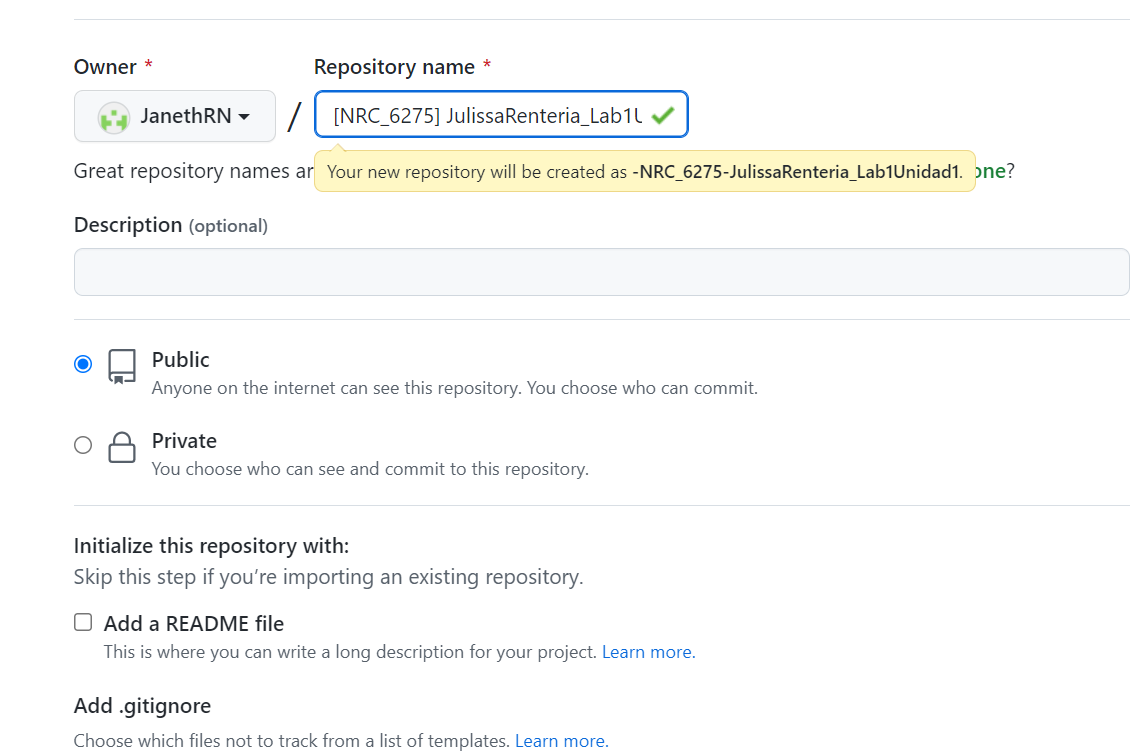 Owner * Repository name *
JanethRN / [NRC_6275] JulissaRenteria_Lab1U
Great repository names ar one?
Your new repository will be created as -NRC_6275-JulissaRenteria_Lab1Unidad1.
Description (optional)
Public
Anyone on the internet can see this repository. You choose who can commit.
Private
You choose who can see and commit to this repository.
Initialize this repository with:
Skip this step if you’re importing an existing repository.
Add a README file
This is where you can write a long description for your project. Learn more.
Add .gitignore
Choose which files not to track from a list of templates. Learn more.